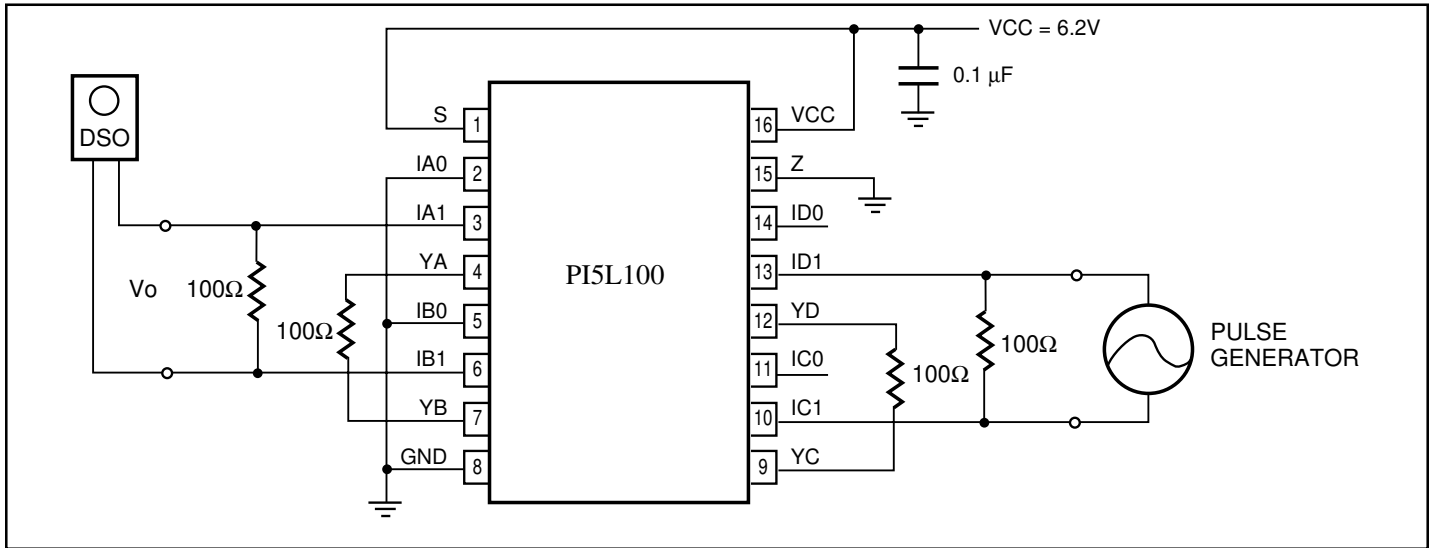 VCC = 6.2V
0.1 µF
DSO
S 1
IA0 2
IA1 3
YA 4
IB0 5
IB1 6
YB 7
GND 8
PI5L100
16 VCC
15 Z
14 ID0
13 ID1
12 YD
11 IC0
10 IC1
9 YC
Vo 100Ω
100Ω
100Ω
100Ω
PULSE
GENERATOR